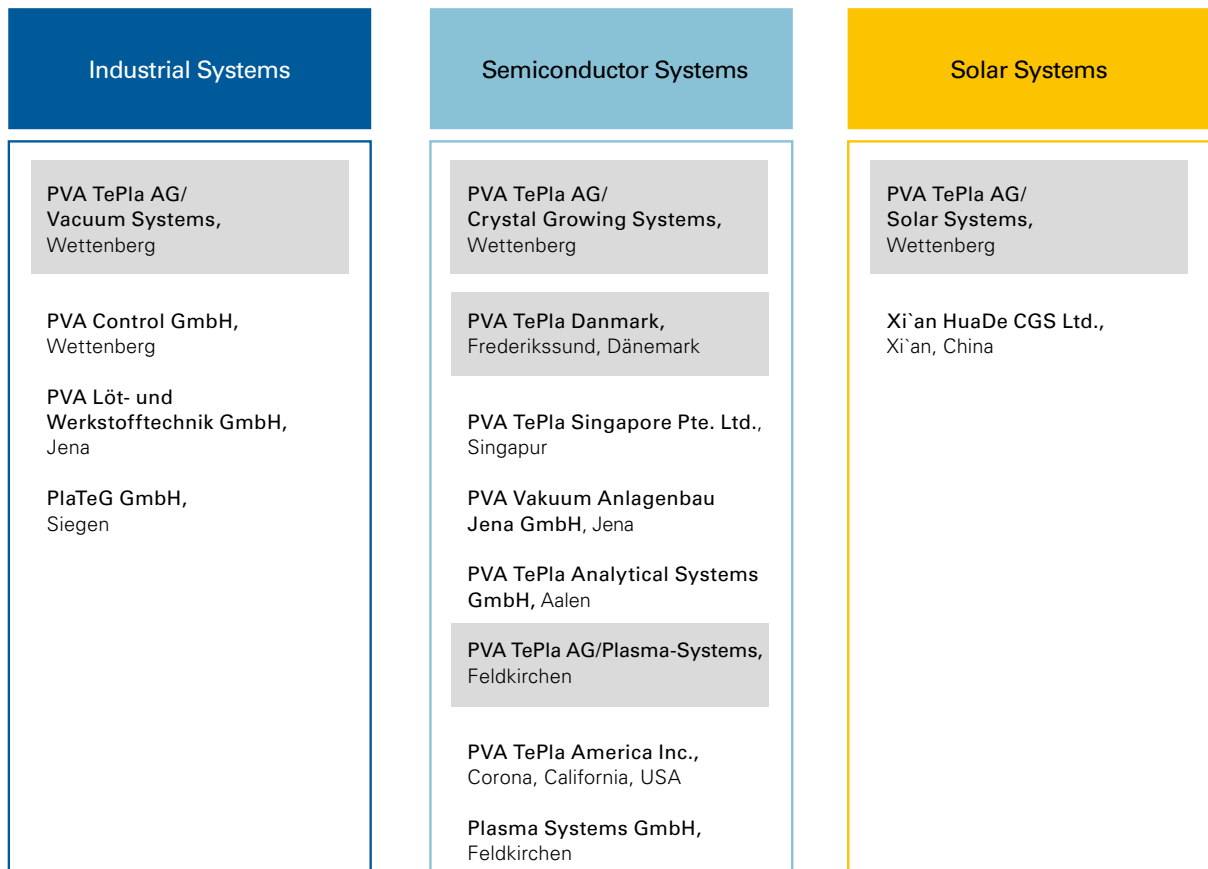 Industrial Systems
PVA TePla AG/
Vacuum Systems,
Wettenberg
PVA Control GmbH,
Wettenberg
PVA Löt- und
Werkstofftechnik GmbH,
Jena
PlaTeG GmbH,
Siegen
Semiconductor Systems
PVA TePla AG/
Crystal Growing Systems,
Wettenberg
PVA TePla Danmark,
Frederikssund, Dänemark
PVA TePla Singapore Pte. Ltd.,
Singapur
PVA Vakuum Anlagenbau
Jena GmbH, Jena
PVA TePla Analytical Systems
GmbH, Aalen
PVA TePla AG/Plasma-Systems,
Feldkirchen
PVA TePla America Inc.,
Corona, California, USA
Plasma Systems GmbH,
Feldkirchen
Solar Systems
PVA TePla AG/
Solar Systems,
Wettenberg
Xi`an HuaDe CGS Ltd.,
Xi`an, China